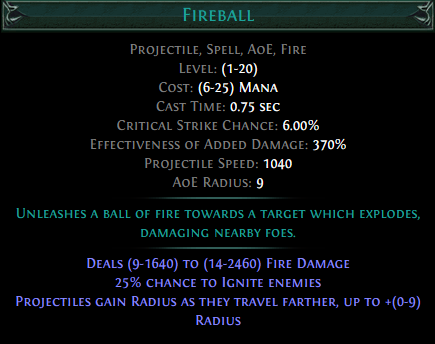 Fireball
Projectile, Spell, AoE, Fire
Level: (1-20)
Cost: (6-25) Mana
Cast Time: 0.75 sec
Critical Strike Chance: 6.00%
Effectiveness of Added Damage: 370%
Projectile Speed: 1040
AoE Radius: 9
Unleashes a ball of fire towards a target which explodes,
damaging nearby foes.
Deals (9-1640) to (14-2460) Fire Damage
25% chance to Ignite enemies
Projectiles gain Radius as they travel farther, up to +(0-9)
Radius